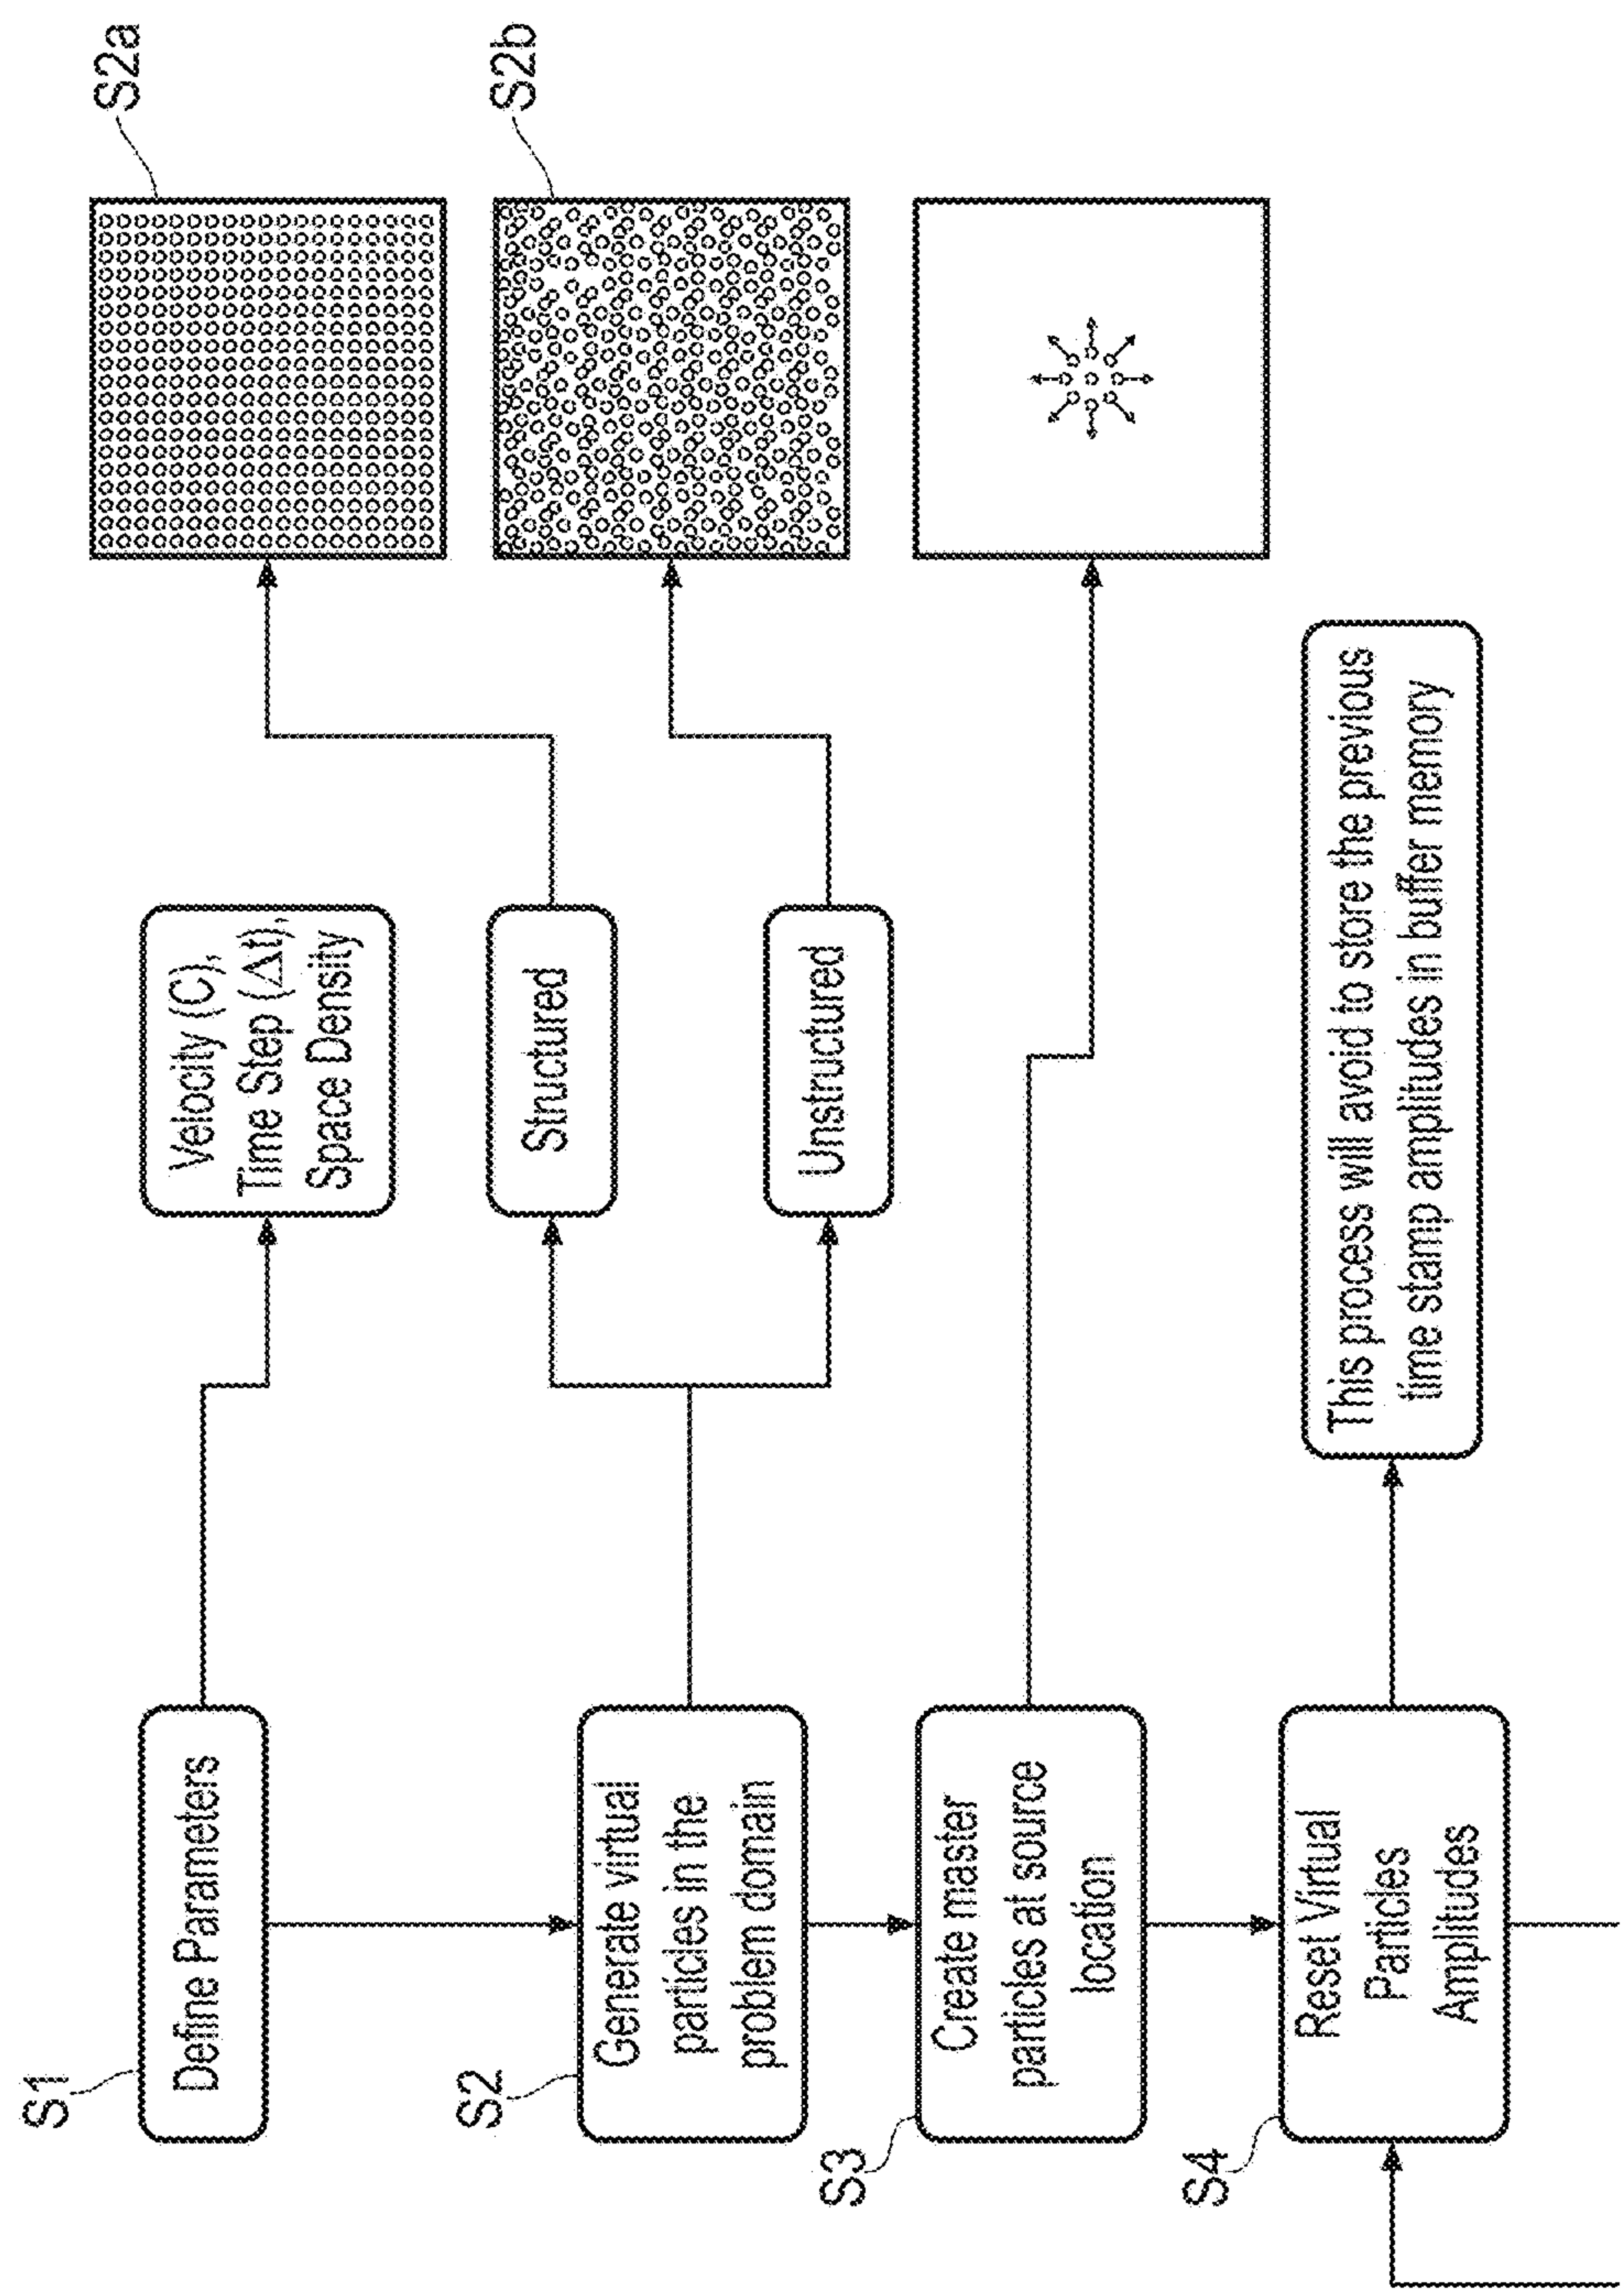 S1
Define Parameters
Velocity (C),
Time Step (Δt),
Space Density
S2a
S2
Generate virtual
particles in the
problem domain
Structured
Unstructured
S2b
S3
Create master
particles at source
location
S4
Reset Virtual
Particles
Amplitudes
This process will avoid to store the previous
time stamp amplitudes in buffer memory